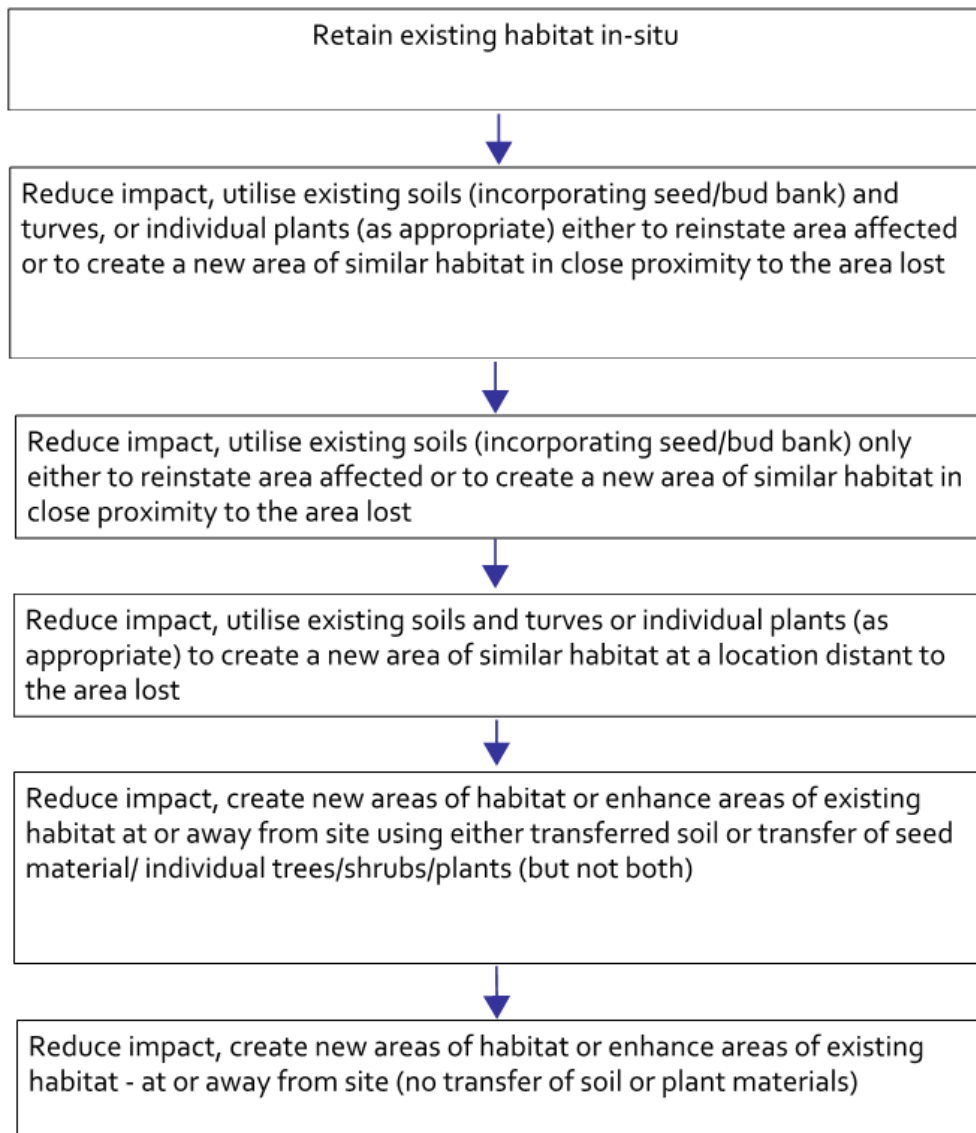 Retain existing habitat in-situ
Reduce impact, utilise existing soils (incorporating seed/bud bank) and
turves, or individual plants (as appropriate) either to reinstate area affected
or to create a new area of similar habitat in close proximity to the area lost
Reduce impact, utilise existing soils (incorporating seed/bud bank) only
either to reinstate area affected or to create a new area of similar habitat in
close proximity to the area lost
Reduce impact, utilise existing soils and turves or individual plants (as
appropriate) to create a new area of similar habitat at a location distant to
the area lost
Reduce impact, create new areas of habitat or enhance areas of existing
habitat at or away from site using either transferred soil or transfer of seed
material/ individual trees/shrubs/plants (but not both)
Reduce impact, create new areas of habitat or enhance areas of existing
habitat - at or away from site (no transfer of soil or plant materials)